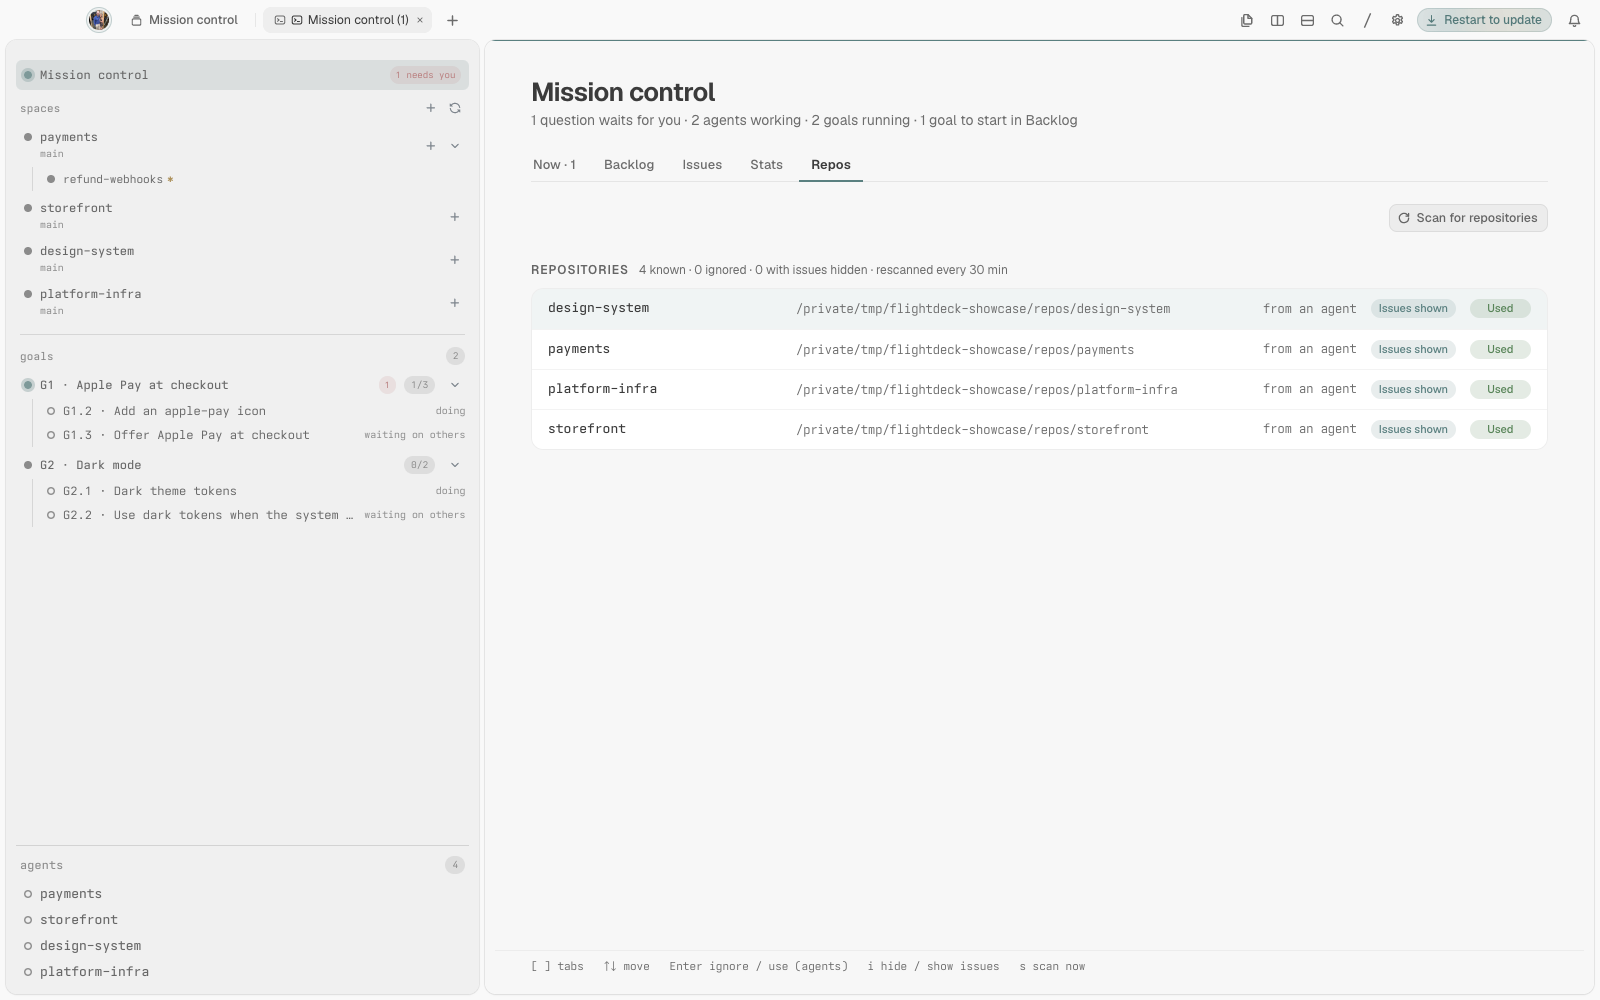 Mission control
Mission control (1)
Restart to update
Mission control
1 needs you
spaces
payments
main
refund-webhooks *
storefront
main
design-system
main
platform-infra
main
goals
2
G1 · Apple Pay at checkout
1
1/3
G1.2 · Add an apple-pay icon
doing
G1.3 · Offer Apple Pay at checkout
waiting on others
G2 · Dark mode
0/2
G2.1 · Dark theme tokens
doing
G2.2 · Use dark tokens when the system …
waiting on others
agents
4
payments
storefront
design-system
platform-infra
Mission control
1 question waits for you · 2 agents working · 2 goals running · 1 goal to start in Backlog
Now · 1 Backlog Issues Stats Repos
Scan for repositories
REPOSITORIES 4 known · 0 ignored · 0 with issues hidden · rescanned every 30 min
design-system /private/tmp/flightdeck-showcase/repos/design-system from an agent Issues shown Used
payments /private/tmp/flightdeck-showcase/repos/payments from an agent Issues shown Used
platform-infra /private/tmp/flightdeck-showcase/repos/platform-infra from an agent Issues shown Used
storefront /private/tmp/flightdeck-showcase/repos/storefront from an agent Issues shown Used
[ ] tabs ↑↓ move Enter ignore / use (agents) i hide / show issues s scan now